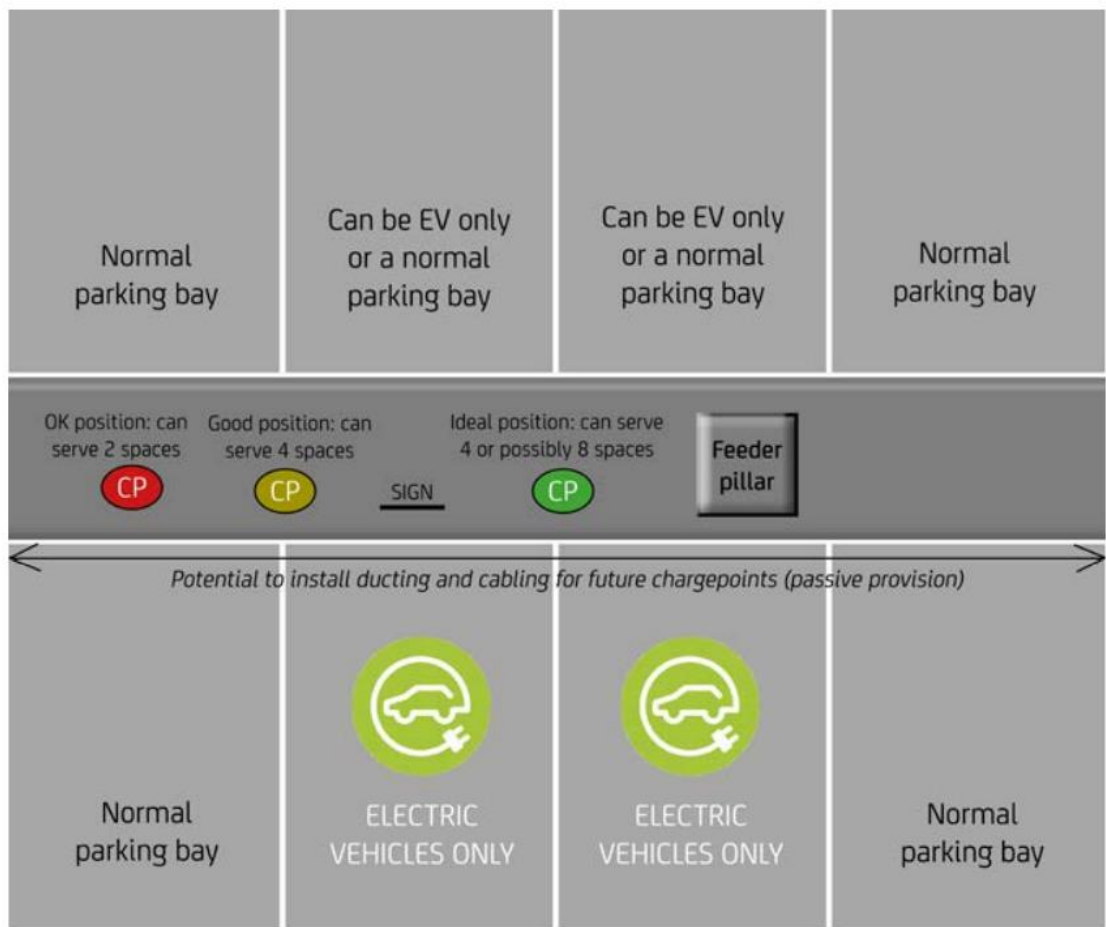 Normal
parking bay
Can be EV only
or a normal
parking bay
Can be EV only
or a normal
parking bay
Normal
parking bay
OK position: can
serve 2 spaces
CP
Good position: can
serve 4 spaces
CP
SIGN
Ideal position: can serve
4 or possibly 8 spaces
CP
Feeder
pillar
Potential to install ducting and cabling for future chargepoints (passive provision)
Normal
parking bay
ELECTRIC
VEHICLES ONLY
ELECTRIC
VEHICLES ONLY
Normal
parking bay